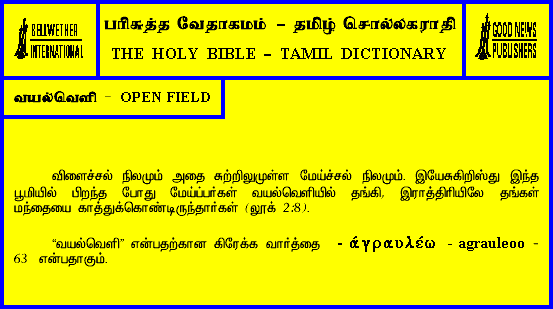 BELLWETHER
INTERNATIONAL
பரிசுத்த வேதாகமம் – தமிழ் சொல்லகராதி
THE HOLY BIBLE – TAMIL DICTIONARY
GOOD NEWS
PUBLISHERS
வயல்வெளி – OPEN FIELD
விளைச்சல் நிலமும் அதை சுற்றிலுமுள்ள மேய்ச்சல் நிலமும். இயேசுகிறிஸ்து இந்த
பூமியில் பிறந்த போது மேய்ப்பர்கள் வயல்வெளியில் தங்கி, இராத்திரியிலே தங்கள்
மந்தையை காத்துக்கொண்டிருந்தார்கள் (லூக் 2:8).
“வயல்வெளி” என்பதற்கான கிரேக்க வார்த்தை - άγραυλέω - agrauleoo -
63 என்பதாகும்.